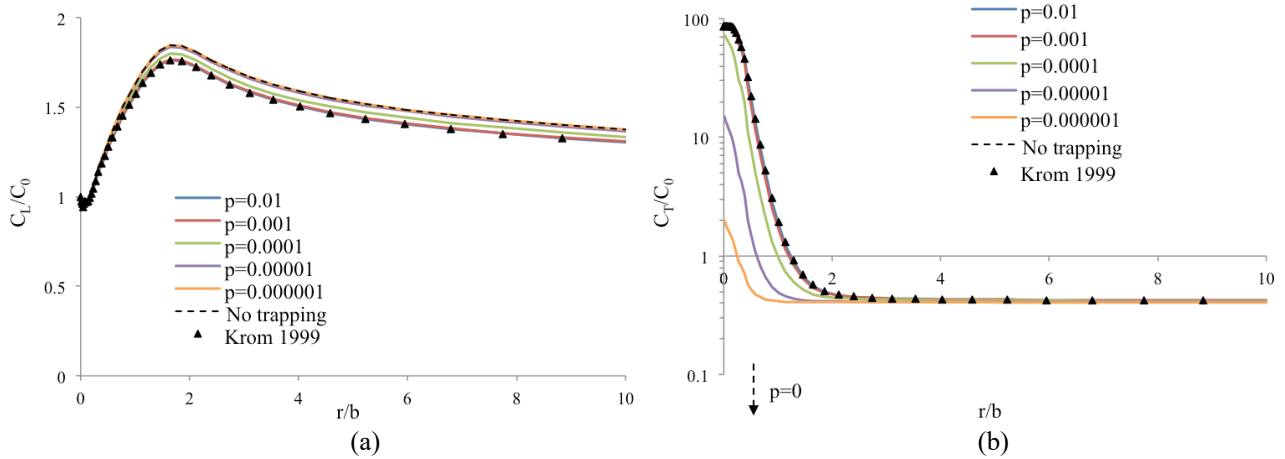 2
1.5
1
0.5
0
C_L/C_0
p=0.01
p=0.001
p=0.0001
p=0.00001
p=0.000001
No trapping
Krom 1999
0 2 4 6 8 10
r/b
(a)
p=0.01
p=0.001
p=0.0001
p=0.00001
p=0.000001
No trapping
Krom 1999
100
10
1
0.1
C_T/C_0
0 2 4 6 8 10
p=0
r/b
(b)